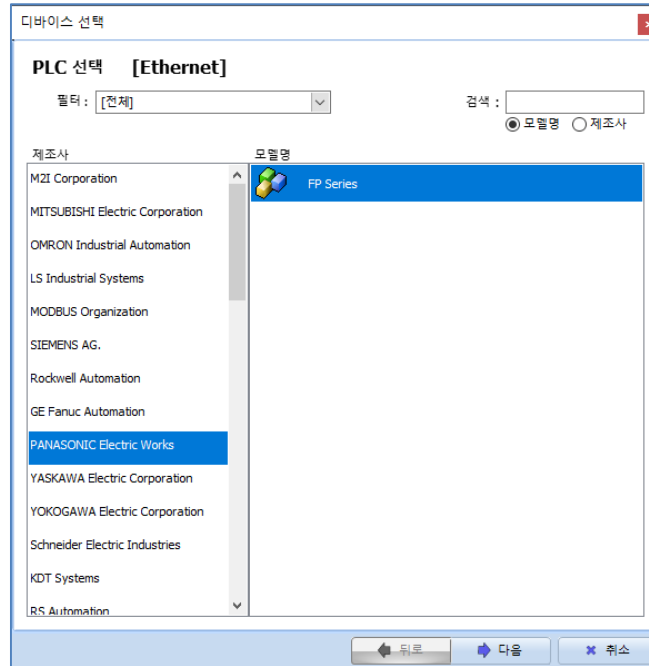 디바이스 선택
PLC 선택 [Ethernet]
필터 : [전체]
검색 :
모델명 제조사
제조사
모델명
M2I Corporation
MITSUBISHI Electric Corporation
OMRON Industrial Automation
LS Industrial Systems
MODBUS Organization
SIEMENS AG.
Rockwell Automation
GE Fanuc Automation
PANASONIC Electric Works
YASKAWA Electric Corporation
YOKOGAWA Electric Corporation
Schneider Electric Industries
KDT Systems
RS Automation
FP Series
뒤로 다음 취소